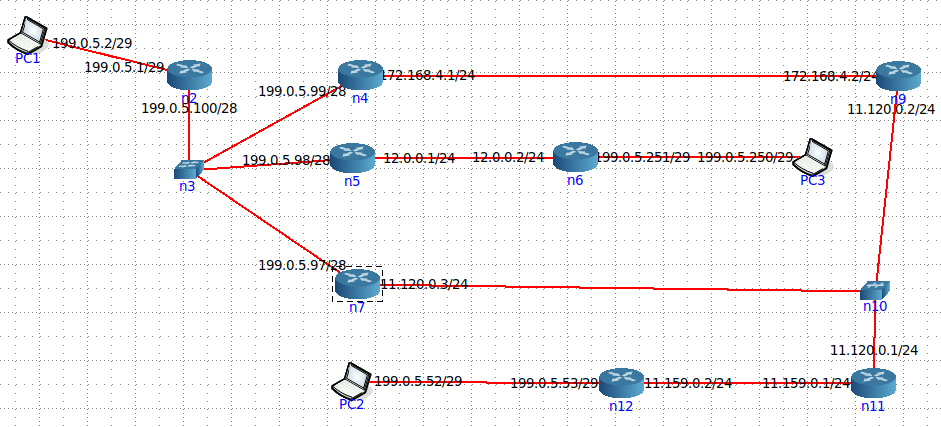 199.0.5.2/29
PC1
199.0.5.1/29
n2
199.0.5.100/28
199.0.5.99/28
172.168.4.1/24
n4
172.168.4.2/24
n9
11.120.0.2/24
n3
199.0.5.98/28
12.0.0.1/24
n5
12.0.0.2/24
n6
199.0.5.251/29
199.0.5.250/29
PC3
199.0.5.97/28
11.120.0.3/24
n7
n10
11.120.0.1/24
199.0.5.52/29
PC2
199.0.5.53/29
n12
11.159.0.2/24
11.159.0.1/24
n11